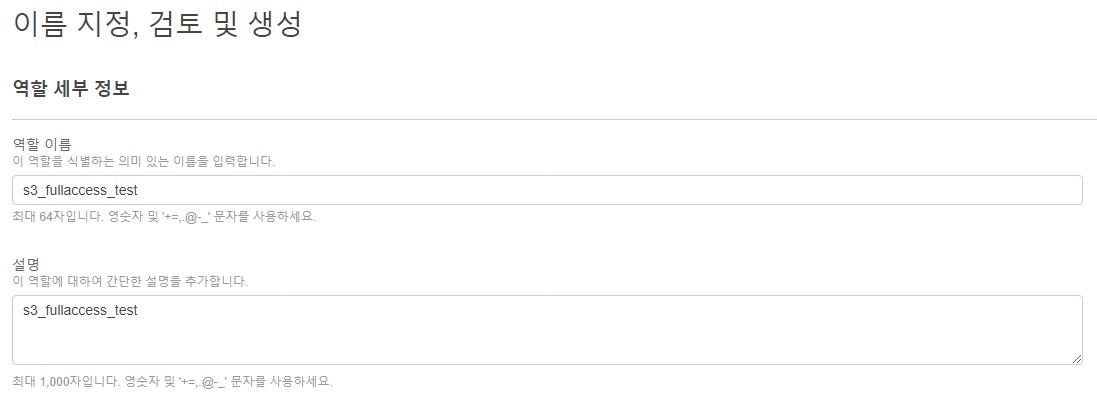 이름 지정, 검토 및 생성
역할 세부 정보
역할 이름
이 역할을 식별하는 의미 있는 이름을 입력합니다.
s3_fullaccess_test
최대 64자입니다. 영숫자 및 '+=,.@-_' 문자를 사용하세요.
설명
이 역할에 대하여 간단한 설명을 추가합니다.
s3_fullaccess_test
최대 1,000자입니다. 영숫자 및 '+=,.@-_' 문자를 사용하세요.